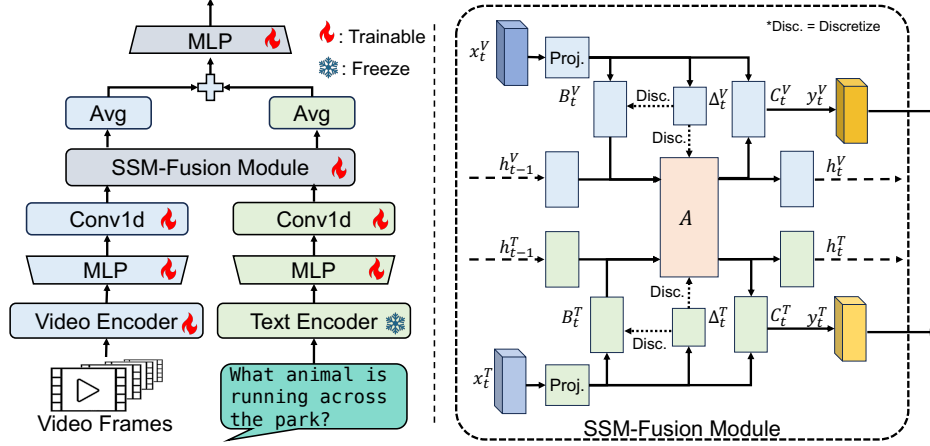 MLP
: Trainable
: Freeze
Avg
Avg
SSM-Fusion Module
Conv1d
Conv1d
MLP
MLP
Video Encoder
Text Encoder
Video Frames
What animal is
running across
the park?
*Disc. = Discretize
x_t^V
Proj.
B_t^V
Disc.
Δ_t^V
C_t^V
y_t^V
Disc.
h_{t-1}^V
h_t^V
A
h_{t-1}^T
h_t^T
Disc.
B_t^T
Disc.
Δ_t^T
C_t^T
y_t^T
x_t^T
Proj.
SSM-Fusion Module